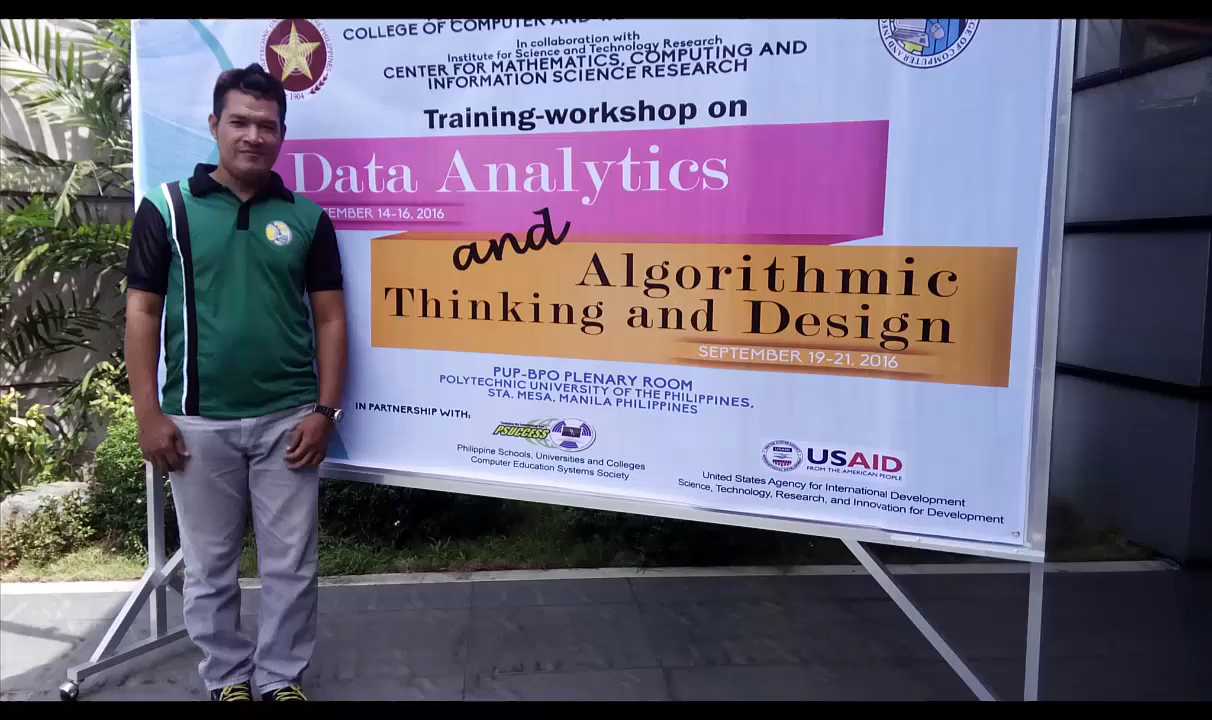 COLLEGE OF COMPUTER AND
In collaboration with
Institute for Science and Technology Research
CENTER FOR MATHEMATICS, COMPUTING AND
INFORMATION SCIENCE RESEARCH
1904
Training-workshop on
Data Analytics
TEMBER 14-16, 2016
and
Algorithmic
Thinking and Design
SEPTEMBER 19-21, 2016
PUP-BPO PLENARY ROOM
POLYTECHNIC UNIVERSITY OF THE PHILIPPINES,
STA. MESA, MANILA PHILIPPINES
IN PARTNERSHIP WITH:
PSUCCESS
Philippine Schools, Universities and Colleges
Computer Education Systems Society
USAID
FROM THE AMERICAN PEOPLE
United States Agency for International Development
Science, Technology, Research, and Innovation for Development